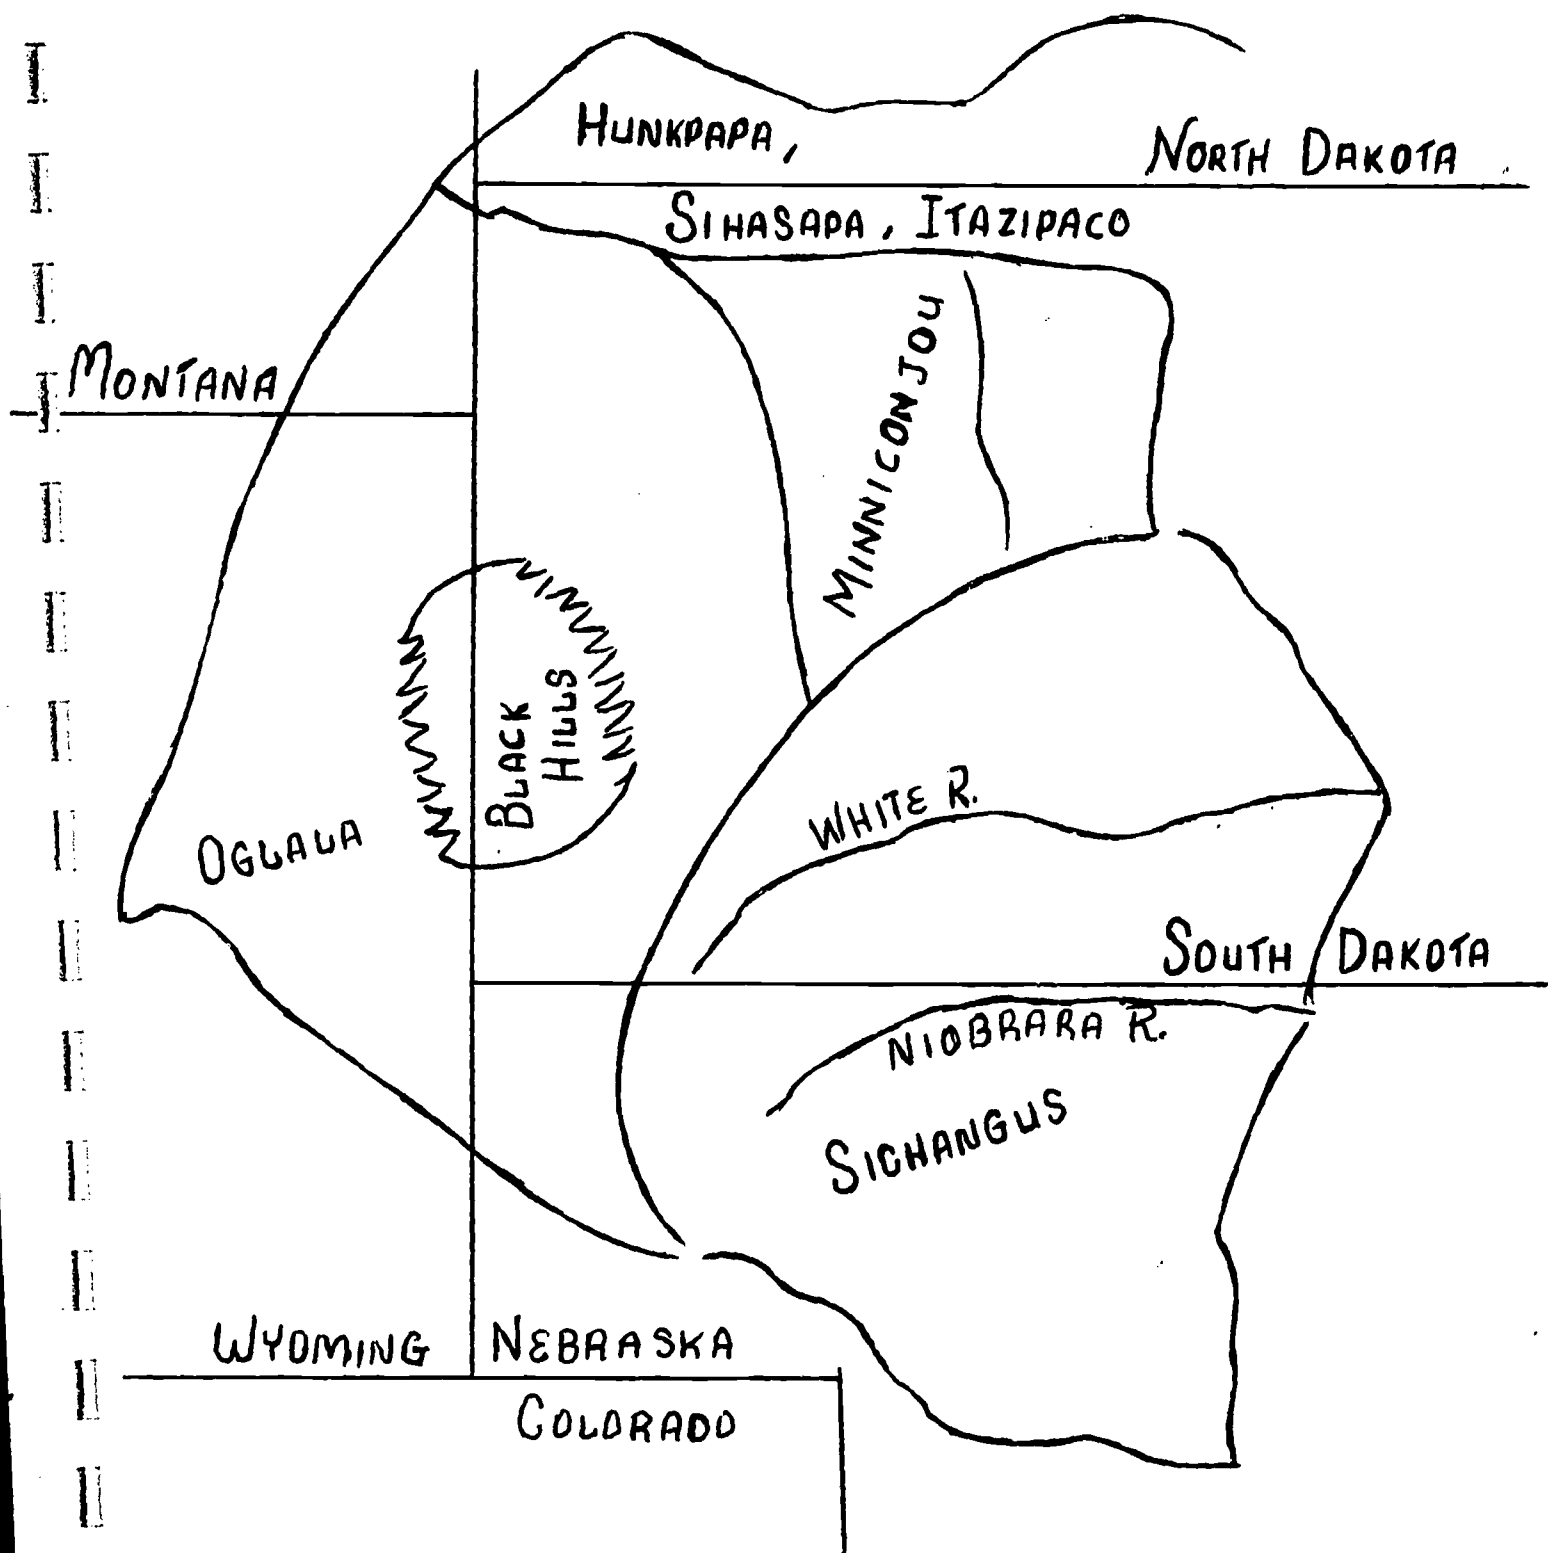 HUNKPAPA,
NORTH DAKOTA
SIHASAPA, ITAZIPACO
MINNICONJOU
MONTANA
BLACK
HILLS
OGLALA
WHITE R.
SOUTH DAKOTA
NIOBRARA R.
SICHANGUS
WYOMING
NEBRASKA
COLORADO